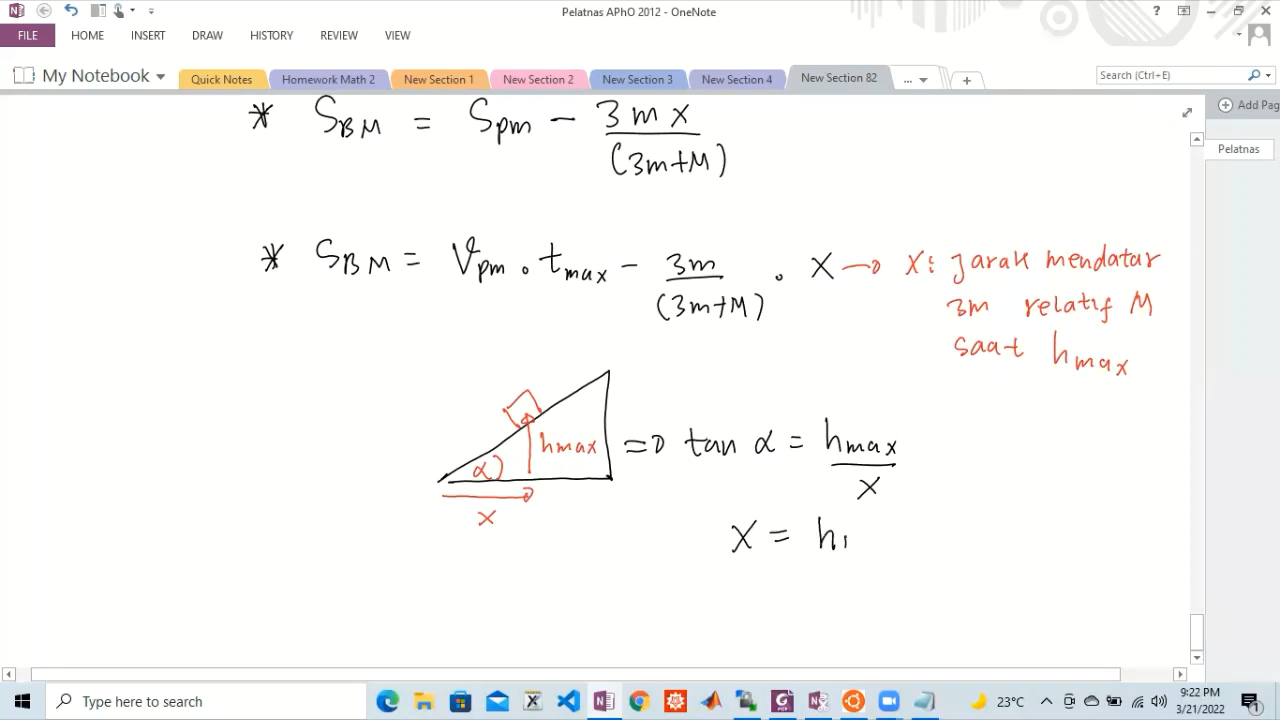 Pelatnas APhO 2012 - OneNote
FILE HOME INSERT DRAW HISTORY REVIEW VIEW
My Notebook Quick Notes Homework Math 2 New Section 1 New Section 2 New Section 3 New Section 4 New Section 82 ... + Search (Ctrl+E)
Add Pag
Pelatnas
* S_BM = S_pm - 3mx/(3m+M)
* S_BM = V_pm . t_max - 3m/(3m+M) . X → X : jarak mendatar
3m relatif M
saat h_max
α h_max ⇒ tan α = h_max/X
x
X = hı
Type here to search
23°C 9:22 PM
3/21/2022
1